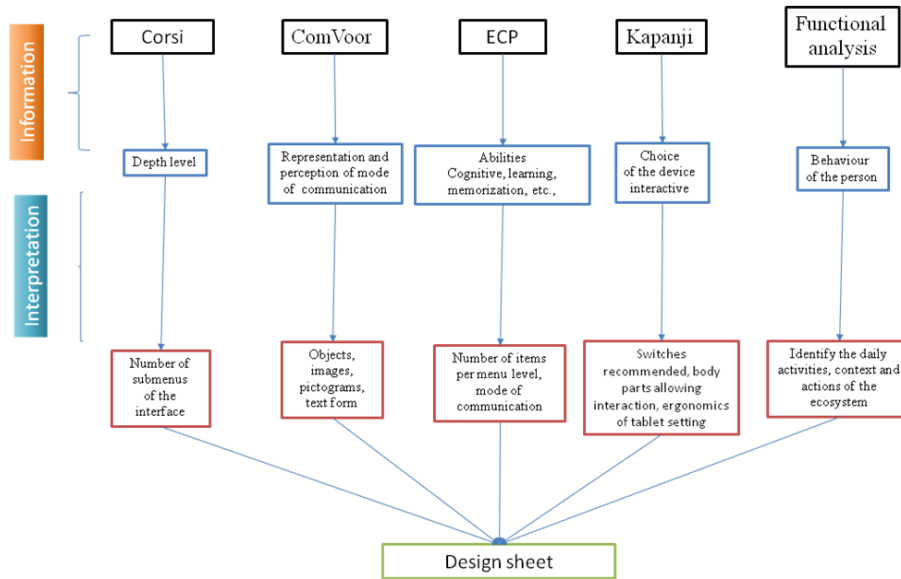 Information
Corsi
ComVoor
ECP
Kapanji
Functional
analysis
Depth level
Representation and
perception of mode
of communication
Abilities
Cognitive, learning,
memorization, etc.,
Choice
of the device
interactive
Behaviour
of the person
Interpretation
Number of
submenus
of the
interface
Objects,
images,
pictograms,
text form
Number of items
per menu level,
mode of
communication
Switches
recommended, body
parts allowing
interaction, ergonomics
of tablet setting
Identify the daily
activities, context and
actions of the
ecosystem
Design sheet